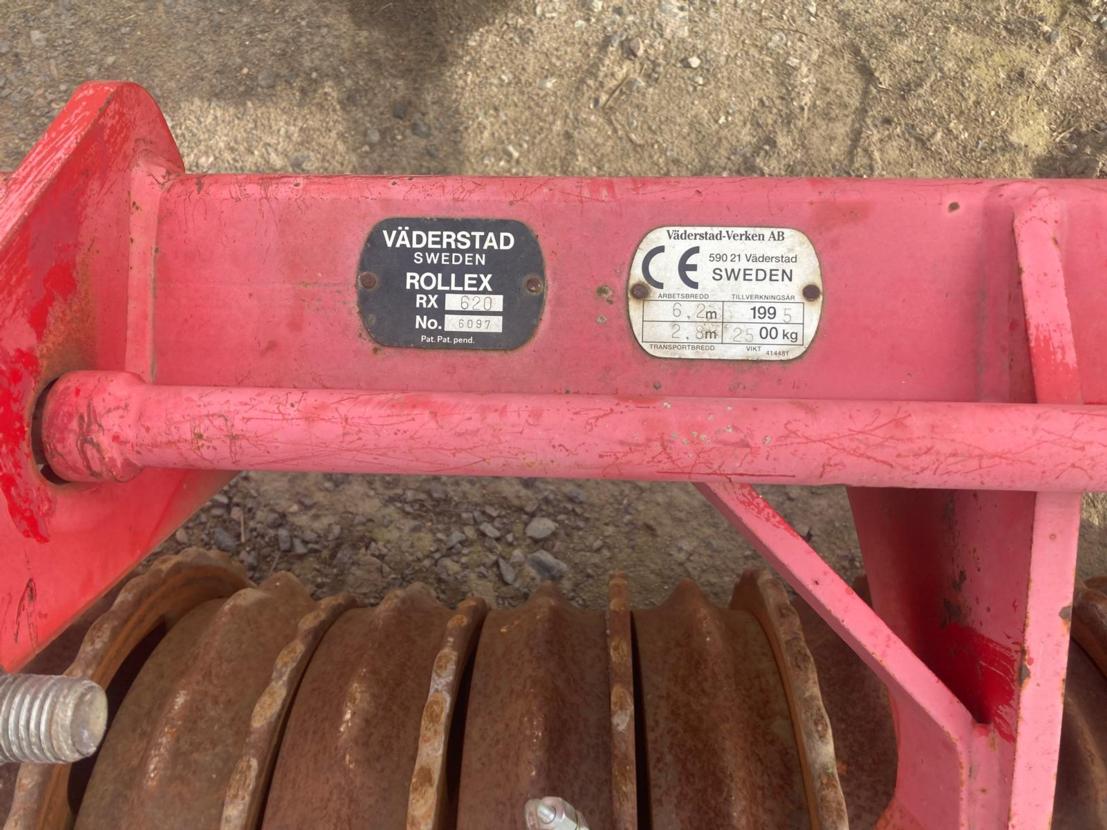 VÄDERSTAD
SWEDEN
ROLLEX
RX 620
No. 6097
Pat. Pat. pend.
Väderstad-Verken AB
CE 590 21 Väderstad
SWEDEN
ARBETSBREDD TILLVERKNINGSÅR
6,2m 1995
2,8m 2500 kg
TRANSPORTBREDD VIKT 414481